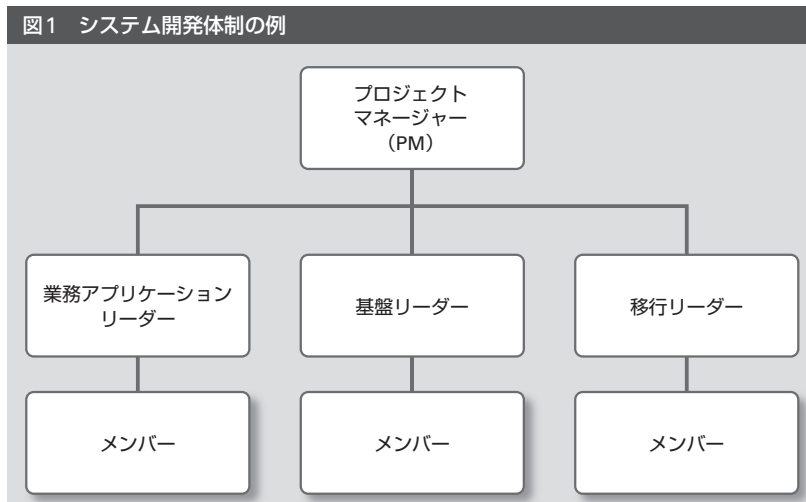 図1 システム開発体制の例
プロジェクト
マネージャー
（PM）
業務アプリケーション
リーダー
基盤リーダー
移行リーダー
メンバー
メンバー
メンバー